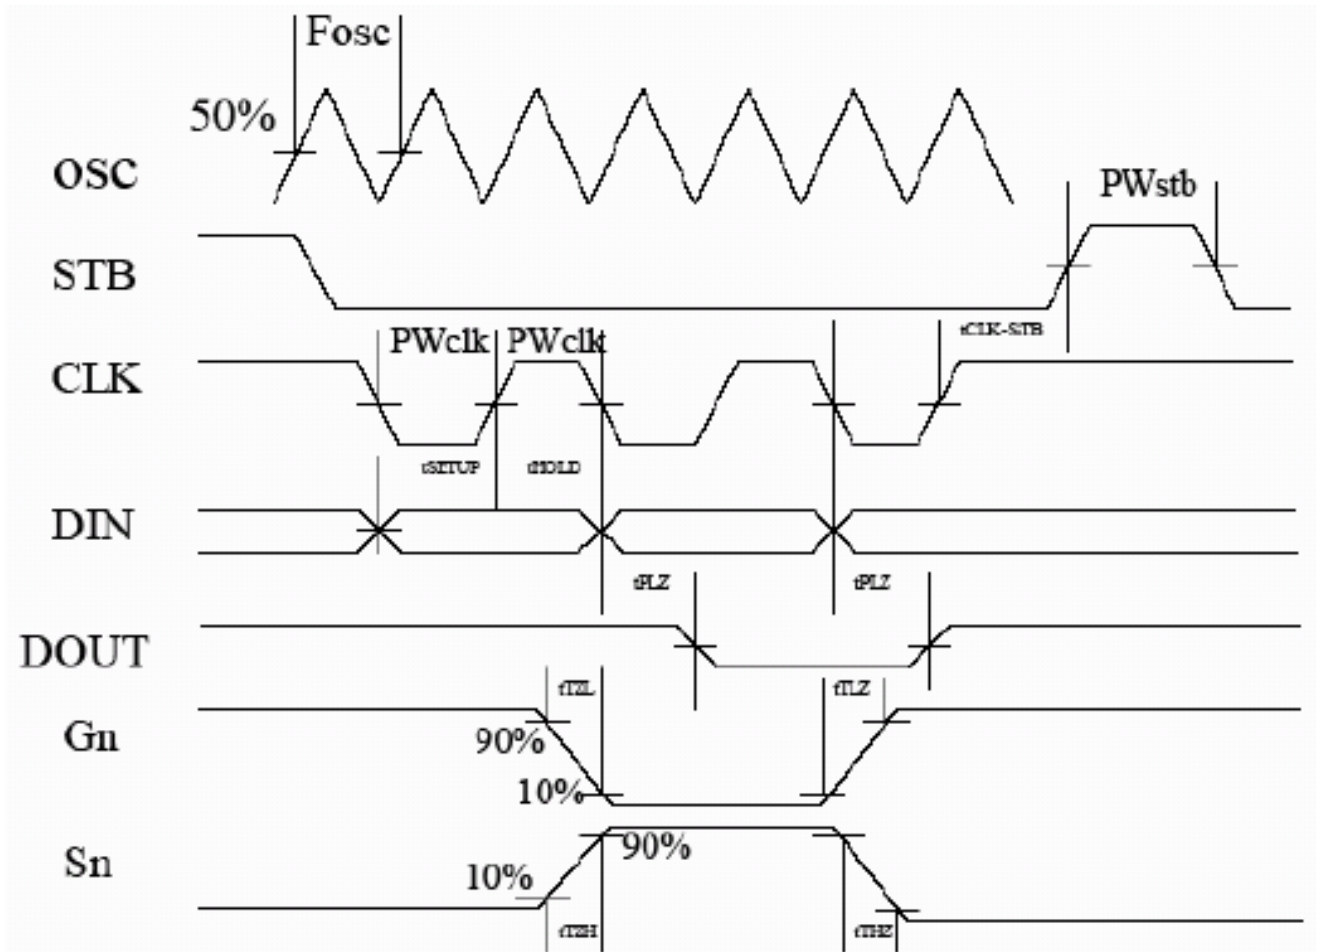 Fosc
50%
OSC
PWstb
STB
tCLK-STB
PWclk PWclk
CLK
tSETUP tHOLD
DIN
tPLZ tPLZ
DOUT
tTZL tTLZ
Gn
90%
10%
90%
Sn
10%
tTZH tTHZ